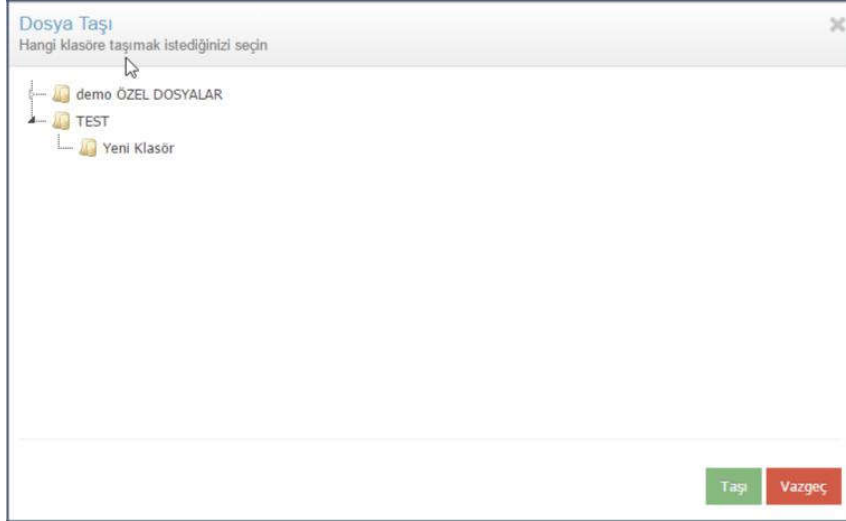 Dosya Taşı
Hangi klasöre taşımak istediğinizi seçin
demo ÖZEL DOSYALAR
TEST
Yeni Klasör
Taşı
Vazgeç